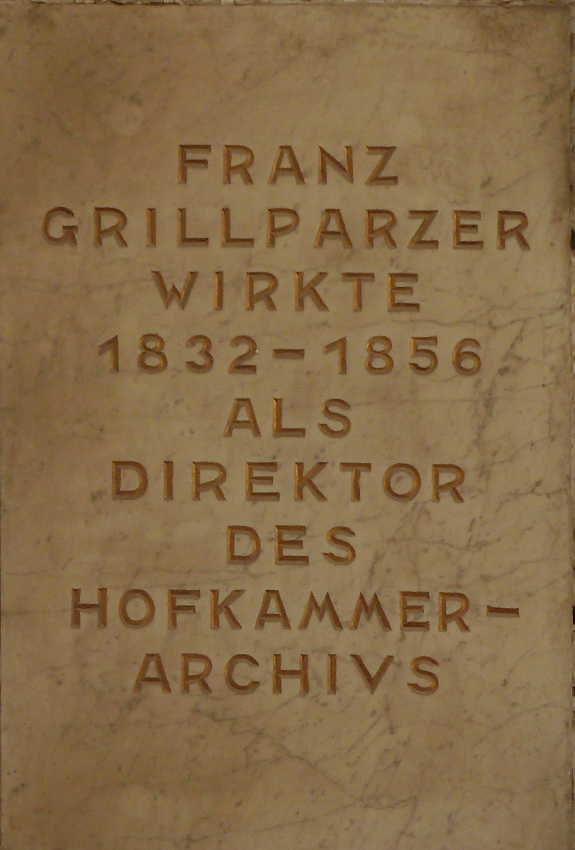 FRANZ
GRILLPARZER
WIRKTE
1832–1856
ALS
DIREKTOR
DES
HOFKAMMER–
ARCHIVS